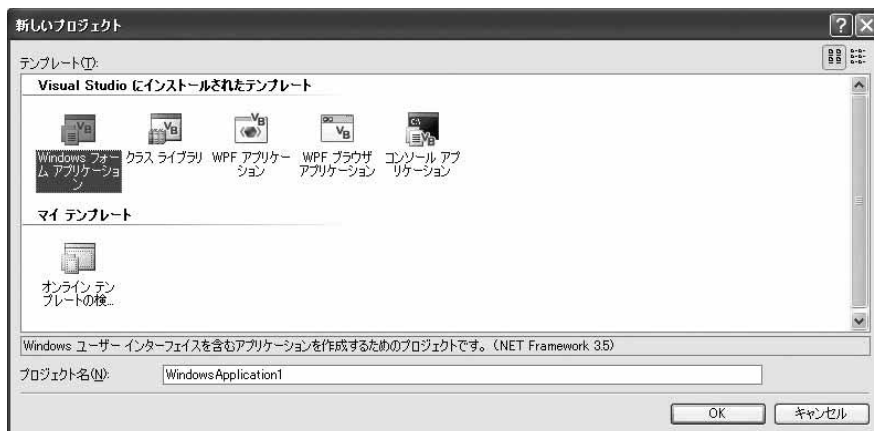 新しいプロジェクト
テンプレート(T):
Visual Studio にインストールされたテンプレート
VB
VB
VB
VB
C:\
VB
Windows フォー
ム アプリケーショ
ン
クラス ライブラリ
WPF アプリケー
ション
WPF ブラウザ
アプリケーション
コンソール アプ
リケーション
マイ テンプレート
オンライン テン
プレートの検...
Windows ユーザー インターフェイスを含むアプリケーションを作成するためのプロジェクトです。(NET Framework 3.5)
プロジェクト名(N):
WindowsApplication1
OK
キャンセル